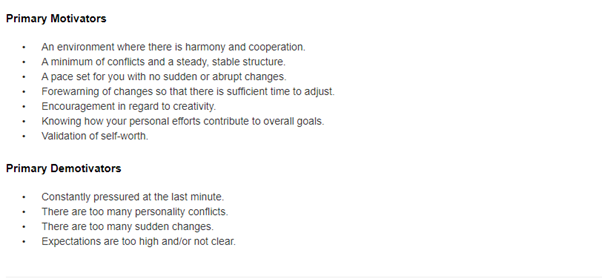 Primary Motivators
• An environment where there is harmony and cooperation.
• A minimum of conflicts and a steady, stable structure.
• A pace set for you with no sudden or abrupt changes.
• Forewarning of changes so that there is sufficient time to adjust.
• Encouragement in regard to creativity.
• Knowing how your personal efforts contribute to overall goals.
• Validation of self-worth.
Primary Demotivators
• Constantly pressured at the last minute.
• There are too many personality conflicts.
• There are too many sudden changes.
• Expectations are too high and/or not clear.